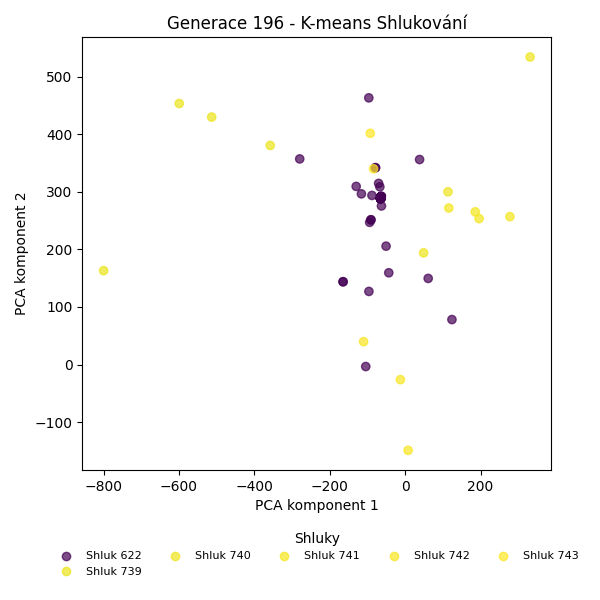 Generace 196 - K-means Shlukování
500
400
300
200
100
0
−100
PCA komponent 2
−800 −600 −400 −200 0 200
PCA komponent 1
Shluky
Shluk 622 Shluk 740 Shluk 741 Shluk 742 Shluk 743
Shluk 739